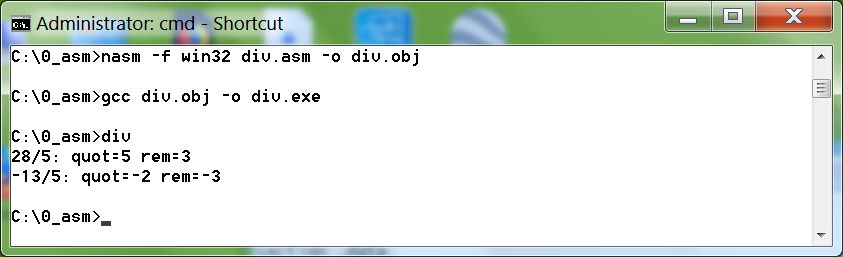 Administrator: cmd - Shortcut
C:\0_asm>nasm -f win32 div.asm -o div.obj
C:\0_asm>gcc div.obj -o div.exe
C:\0_asm>div
28/5: quot=5 rem=3
-13/5: quot=-2 rem=-3
C:\0_asm>_